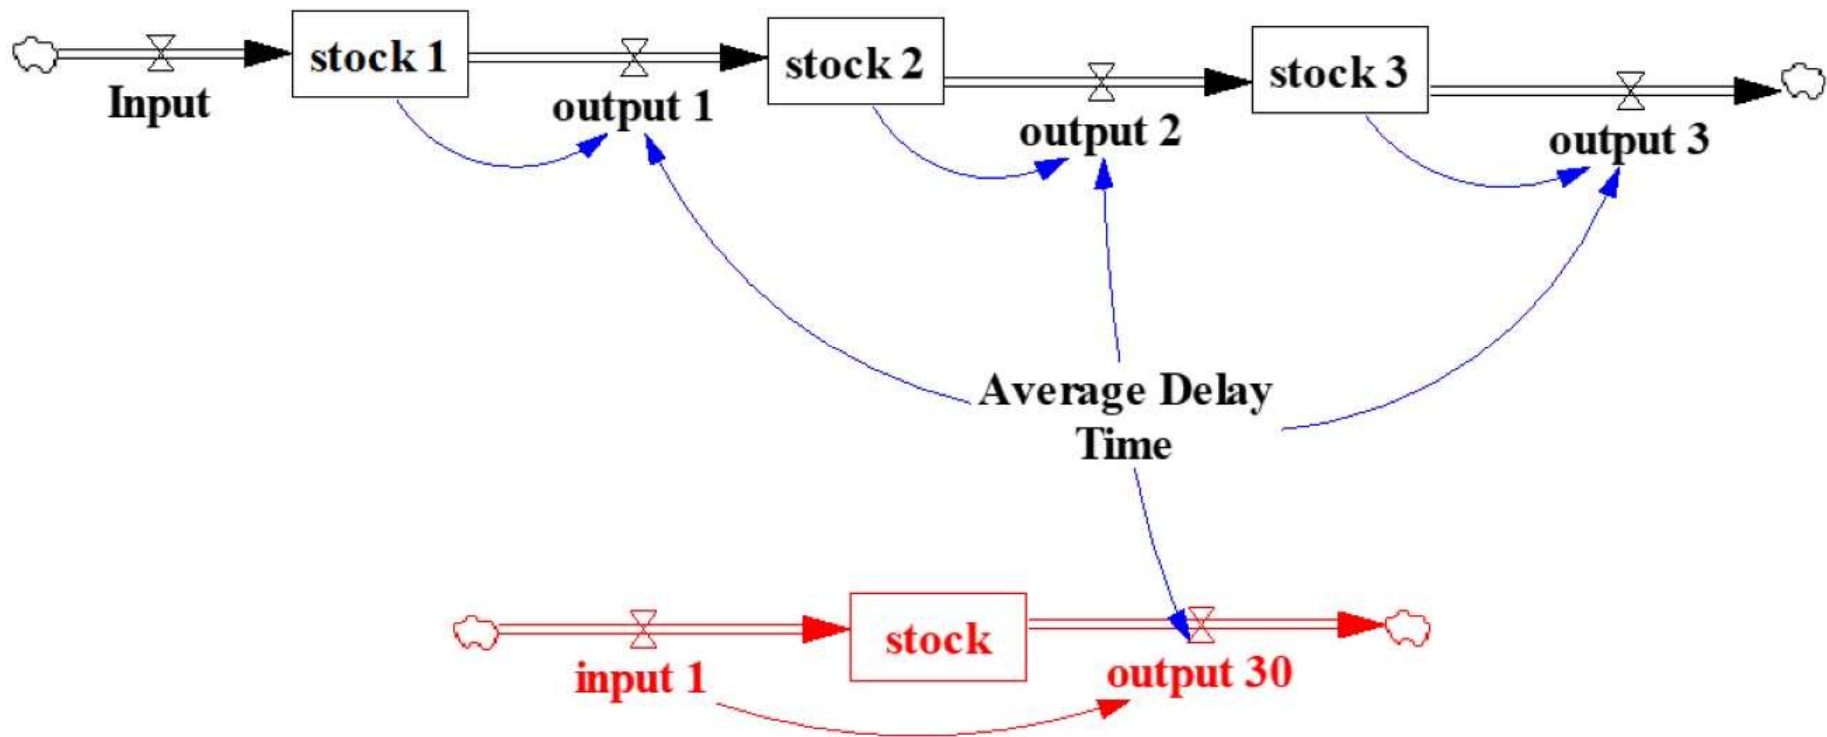 Input
stock 1
output 1
stock 2
output 2
stock 3
output 3
Average Delay
Time
input 1
stock
output 30